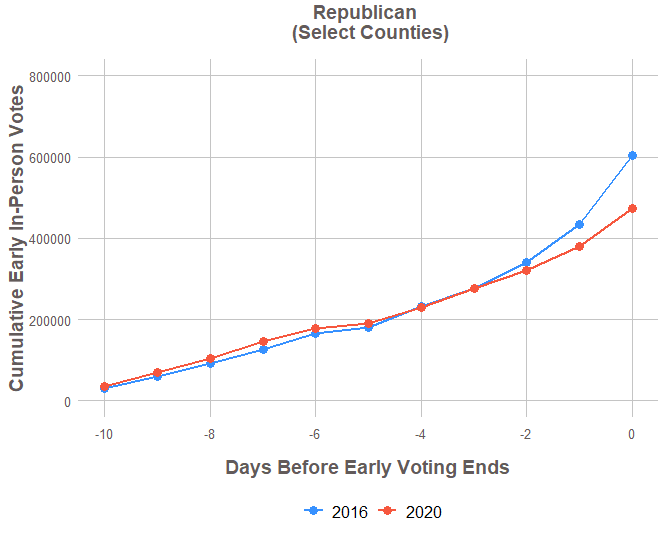 Republican
(Select Counties)
Cumulative Early In-Person Votes
800000
600000
400000
200000
0
-10 -8 -6 -4 -2 0
Days Before Early Voting Ends
2016 2020